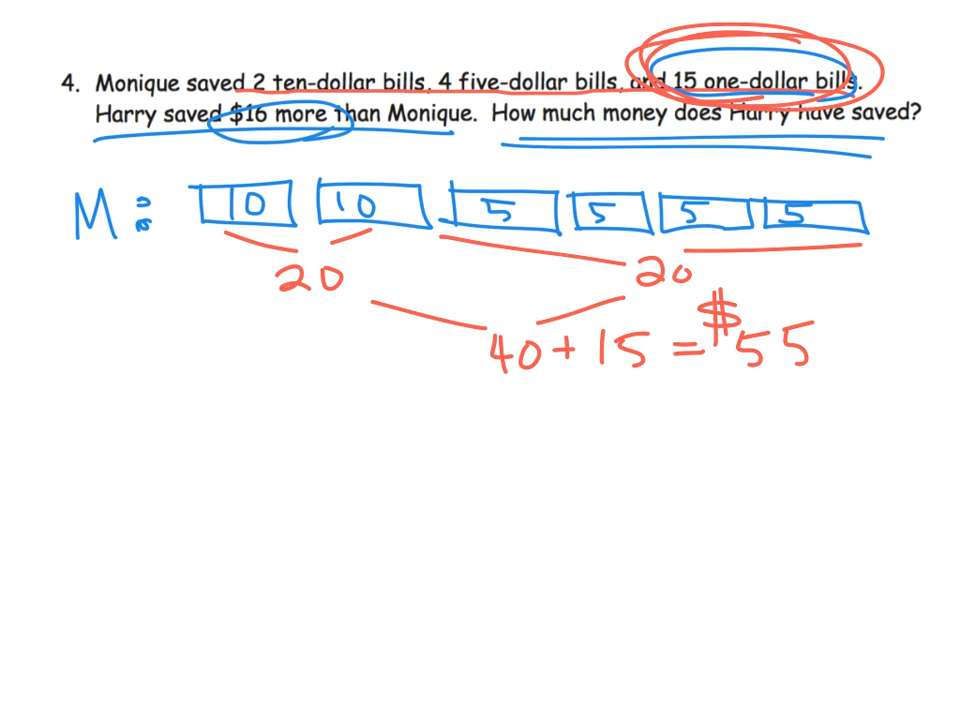 4. Monique saved 2 ten-dollar bills, 4 five-dollar bills, and 15 one-dollar bills.
Harry saved $16 more than Monique. How much money does Harry have saved?
M: 10 10 5 5 5 5
20 20
40 + 15 = $55